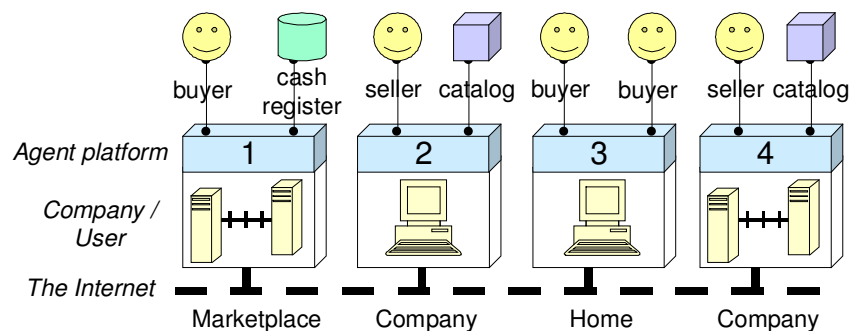 buyer
cash
register
seller
catalog
buyer
buyer
seller
catalog
Agent platform
1
2
3
4
Company /
User
The Internet
Marketplace
Company
Home
Company